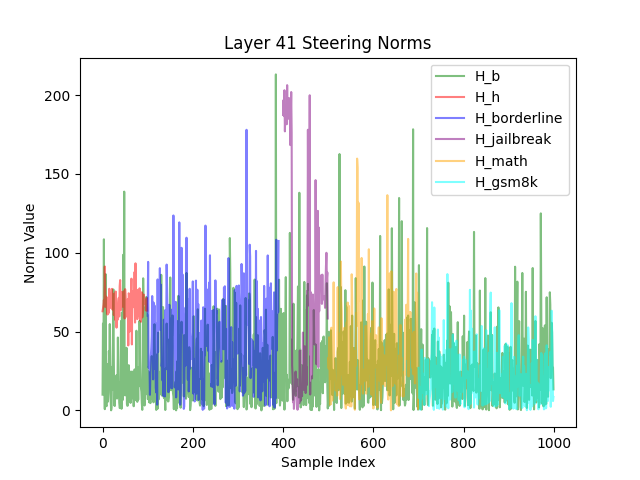 Layer 41 Steering Norms
H_b
H_h
H_borderline
H_jailbreak
H_math
H_gsm8k
Norm Value
200
150
100
50
0
0
200
400
600
800
1000
Sample Index